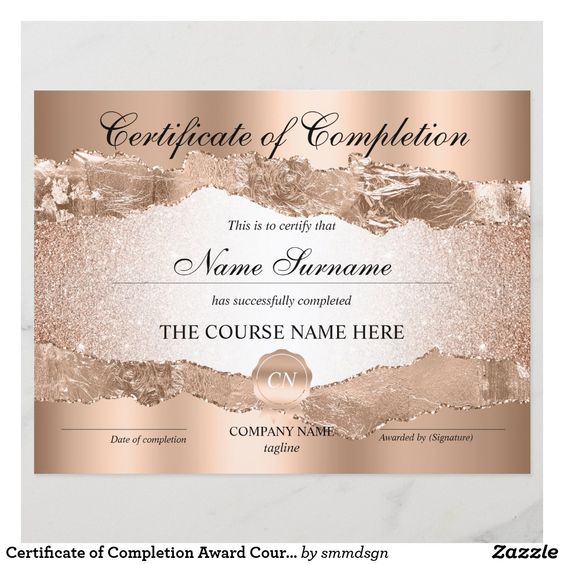 Certificate of Completion
This is to certify that
Name Surname
has successfully completed
THE COURSE NAME HERE
CN
Date of completion
COMPANY NAME
tagline
Awarded by (Signature)
Certificate of Completion Award Cour... by smmdsgn
Zazzle